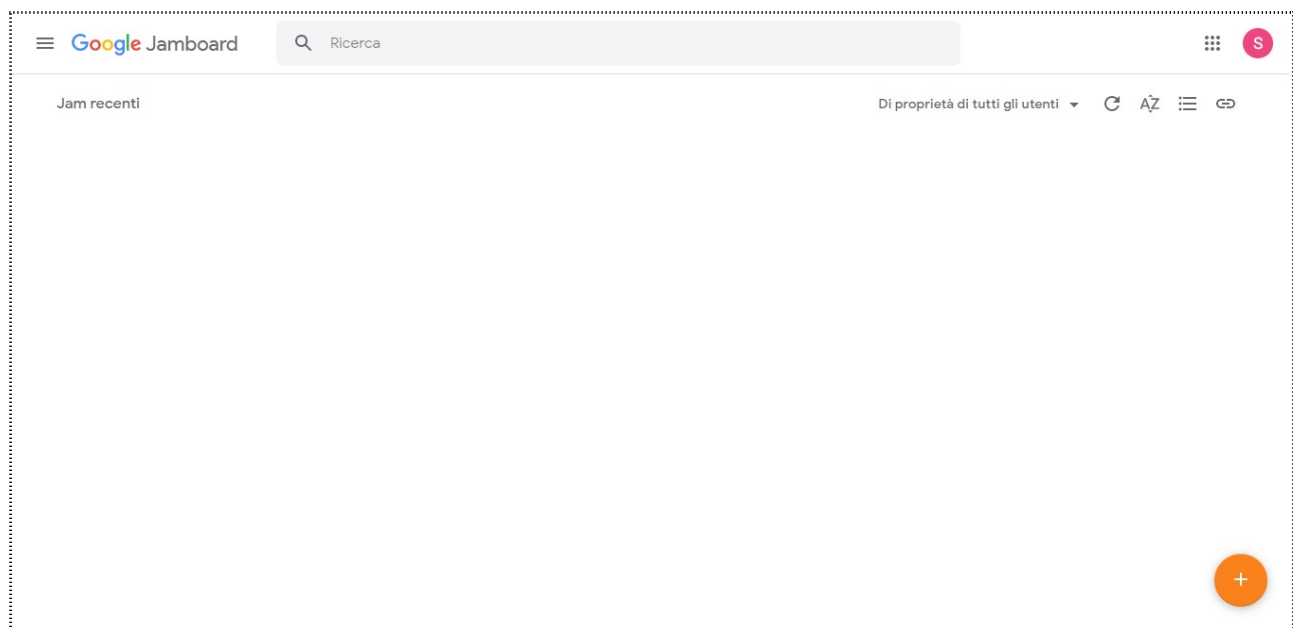 Google Jamboard
Ricerca
S
Jam recenti
Di proprietà di tutti gli utenti
AZ